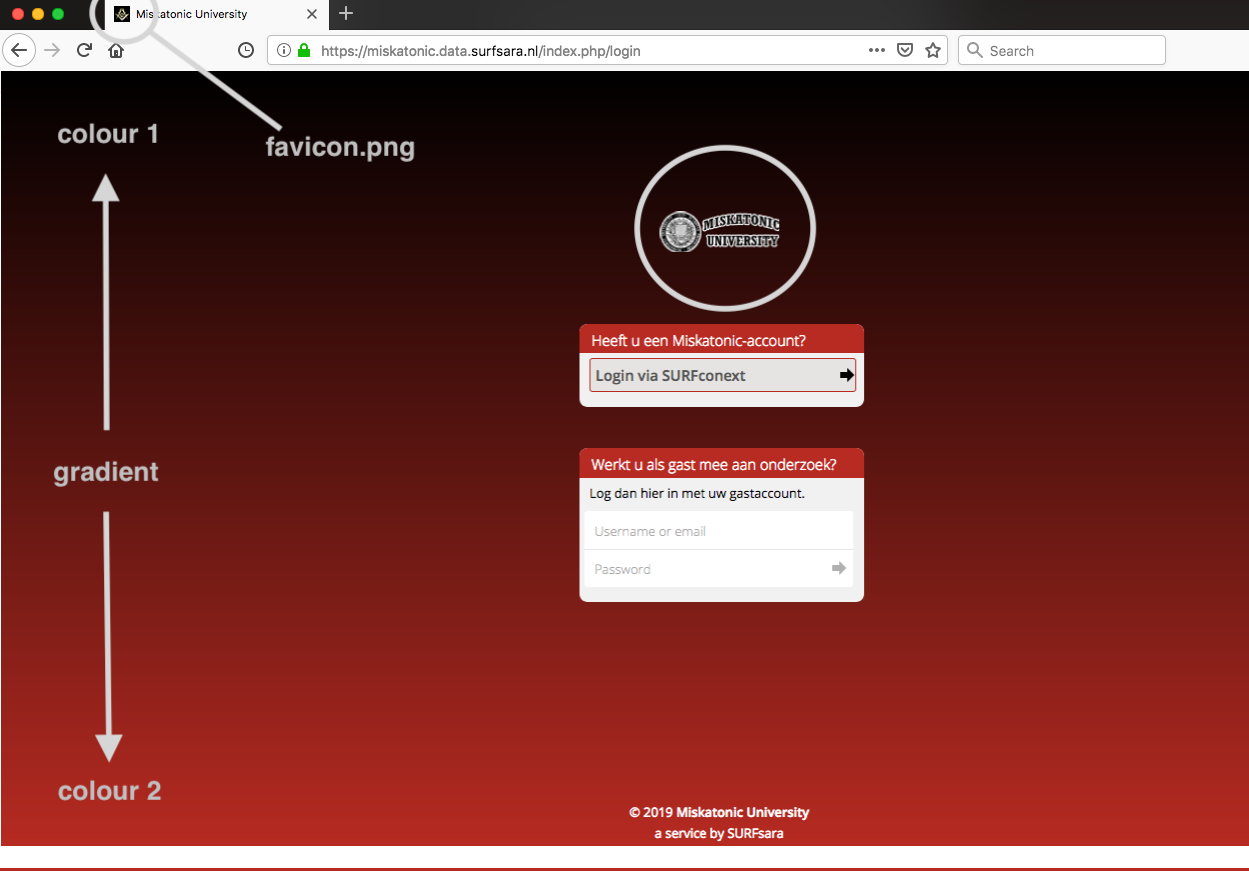 Miskatonic University
https://miskatonic.data.surfsara.nl/index.php/login
Search
colour 1
favicon.png
MISKATONIC
UNIVERSITY
Heeft u een Miskatonic-account?
Login via SURFconext
gradient
Werkt u als gast mee aan onderzoek?
Log dan hier in met uw gastaccount.
Username or email
Password
colour 2
© 2019 Miskatonic University
a service by SURFsara